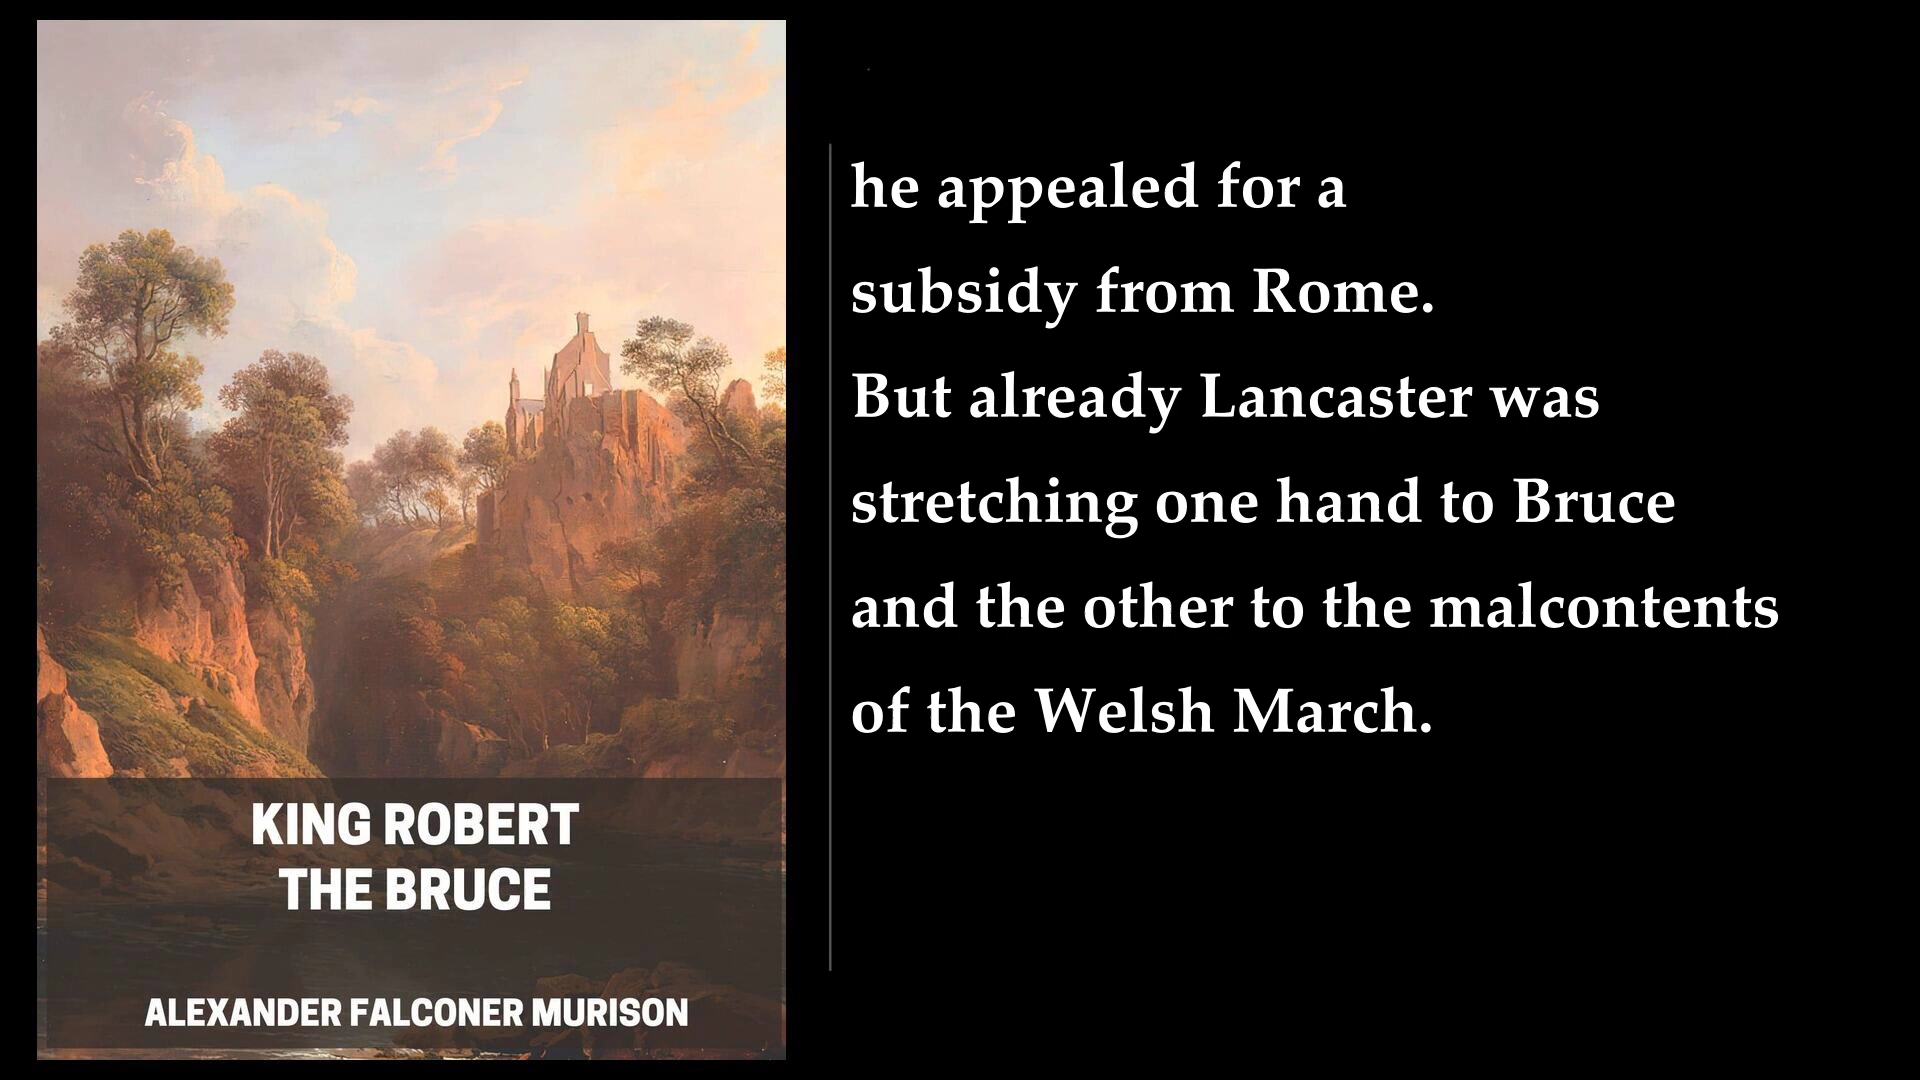 KING ROBERT
THE BRUCE
ALEXANDER FALCONER MURISON
he appealed for a
subsidy from Rome.
But already Lancaster was
stretching one hand to Bruce
and the other to the malcontents
of the Welsh March.